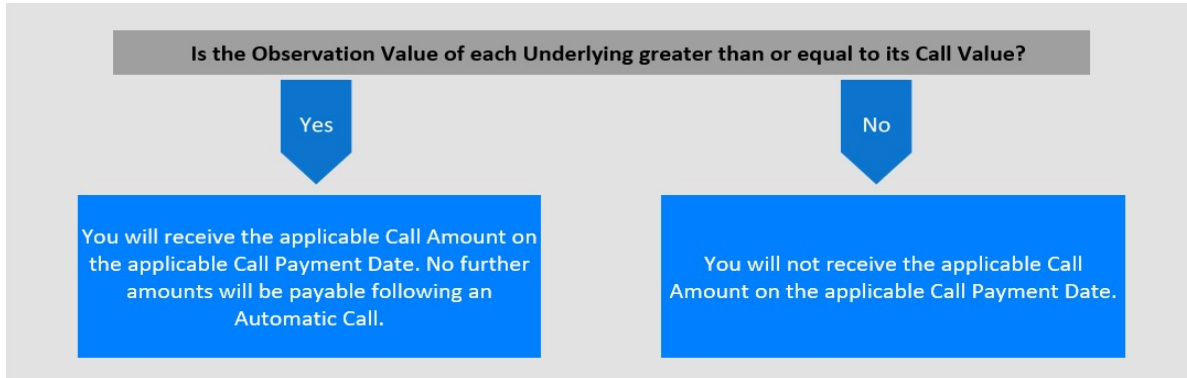 Is the Observation Value of each Underlying greater than or equal to its Call Value?
Yes
No
You will receive the applicable Call Amount on
the applicable Call Payment Date. No further
amounts will be payable following an
Automatic Call.
You will not receive the applicable Call
Amount on the applicable Call Payment Date.